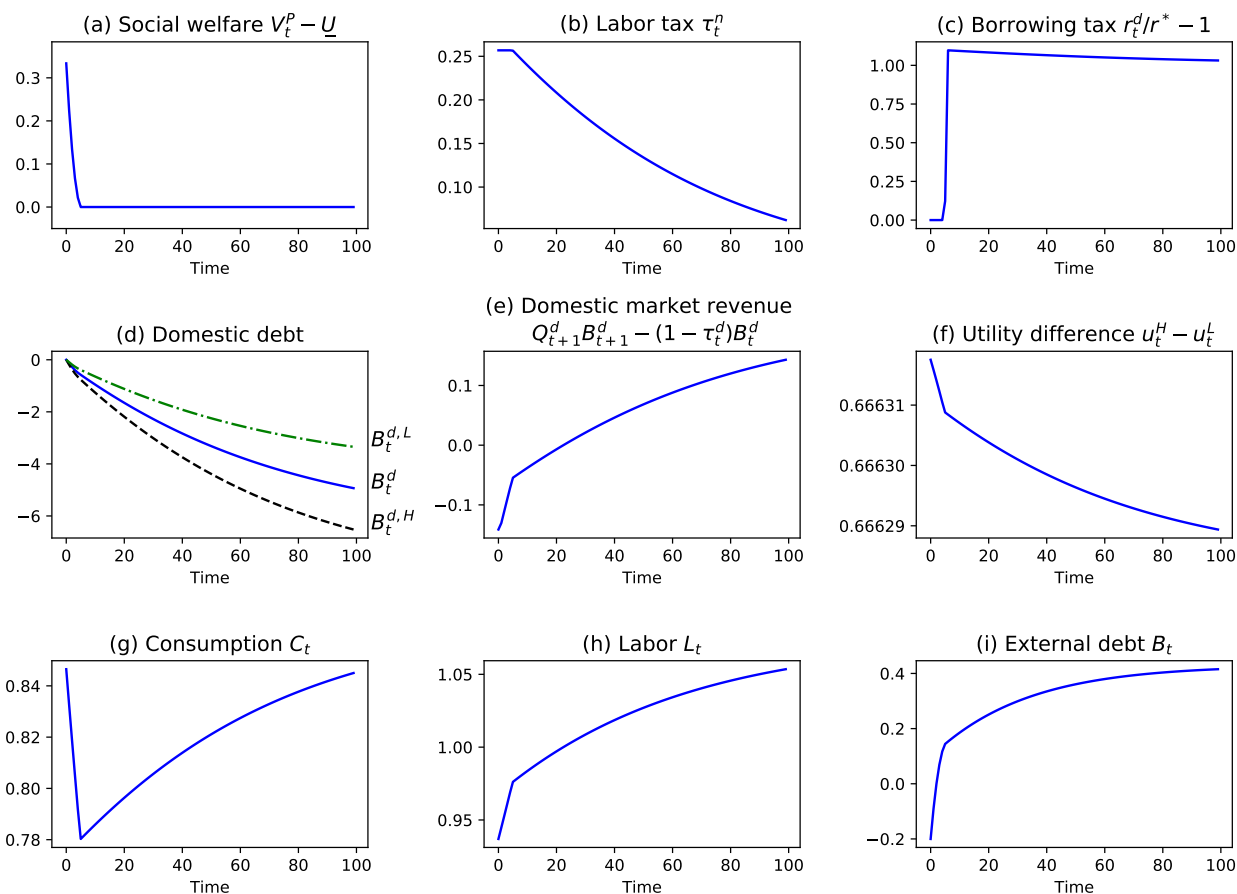 (a) Social welfare $V_t^P - \underline{U}$
0.3
0.2
0.1
0.0
0 20 40 60 80 100
Time
(b) Labor tax $\tau_t^n$
0.25
0.20
0.15
0.10
0 20 40 60 80 100
Time
(c) Borrowing tax $r_t^d/r^* - 1$
1.00
0.75
0.50
0.25
0.00
0 20 40 60 80 100
Time
(d) Domestic debt
0
−2
−4
−6
$B_t^{d,L}$
$B_t^d$
$B_t^{d,H}$
0 20 40 60 80 100
Time
(e) Domestic market revenue
$Q_{t+1}^d B_{t+1}^d - (1 - \tau_t^d)B_t^d$
0.1
0.0
−0.1
0 20 40 60 80 100
Time
(f) Utility difference $u_t^H - u_t^L$
0.66631
0.66630
0.66629
0 20 40 60 80 100
Time
(g) Consumption $C_t$
0.84
0.82
0.80
0.78
0 20 40 60 80 100
Time
(h) Labor $L_t$
1.05
1.00
0.95
0 20 40 60 80 100
Time
(i) External debt $B_t$
0.4
0.2
0.0
−0.2
0 20 40 60 80 100
Time